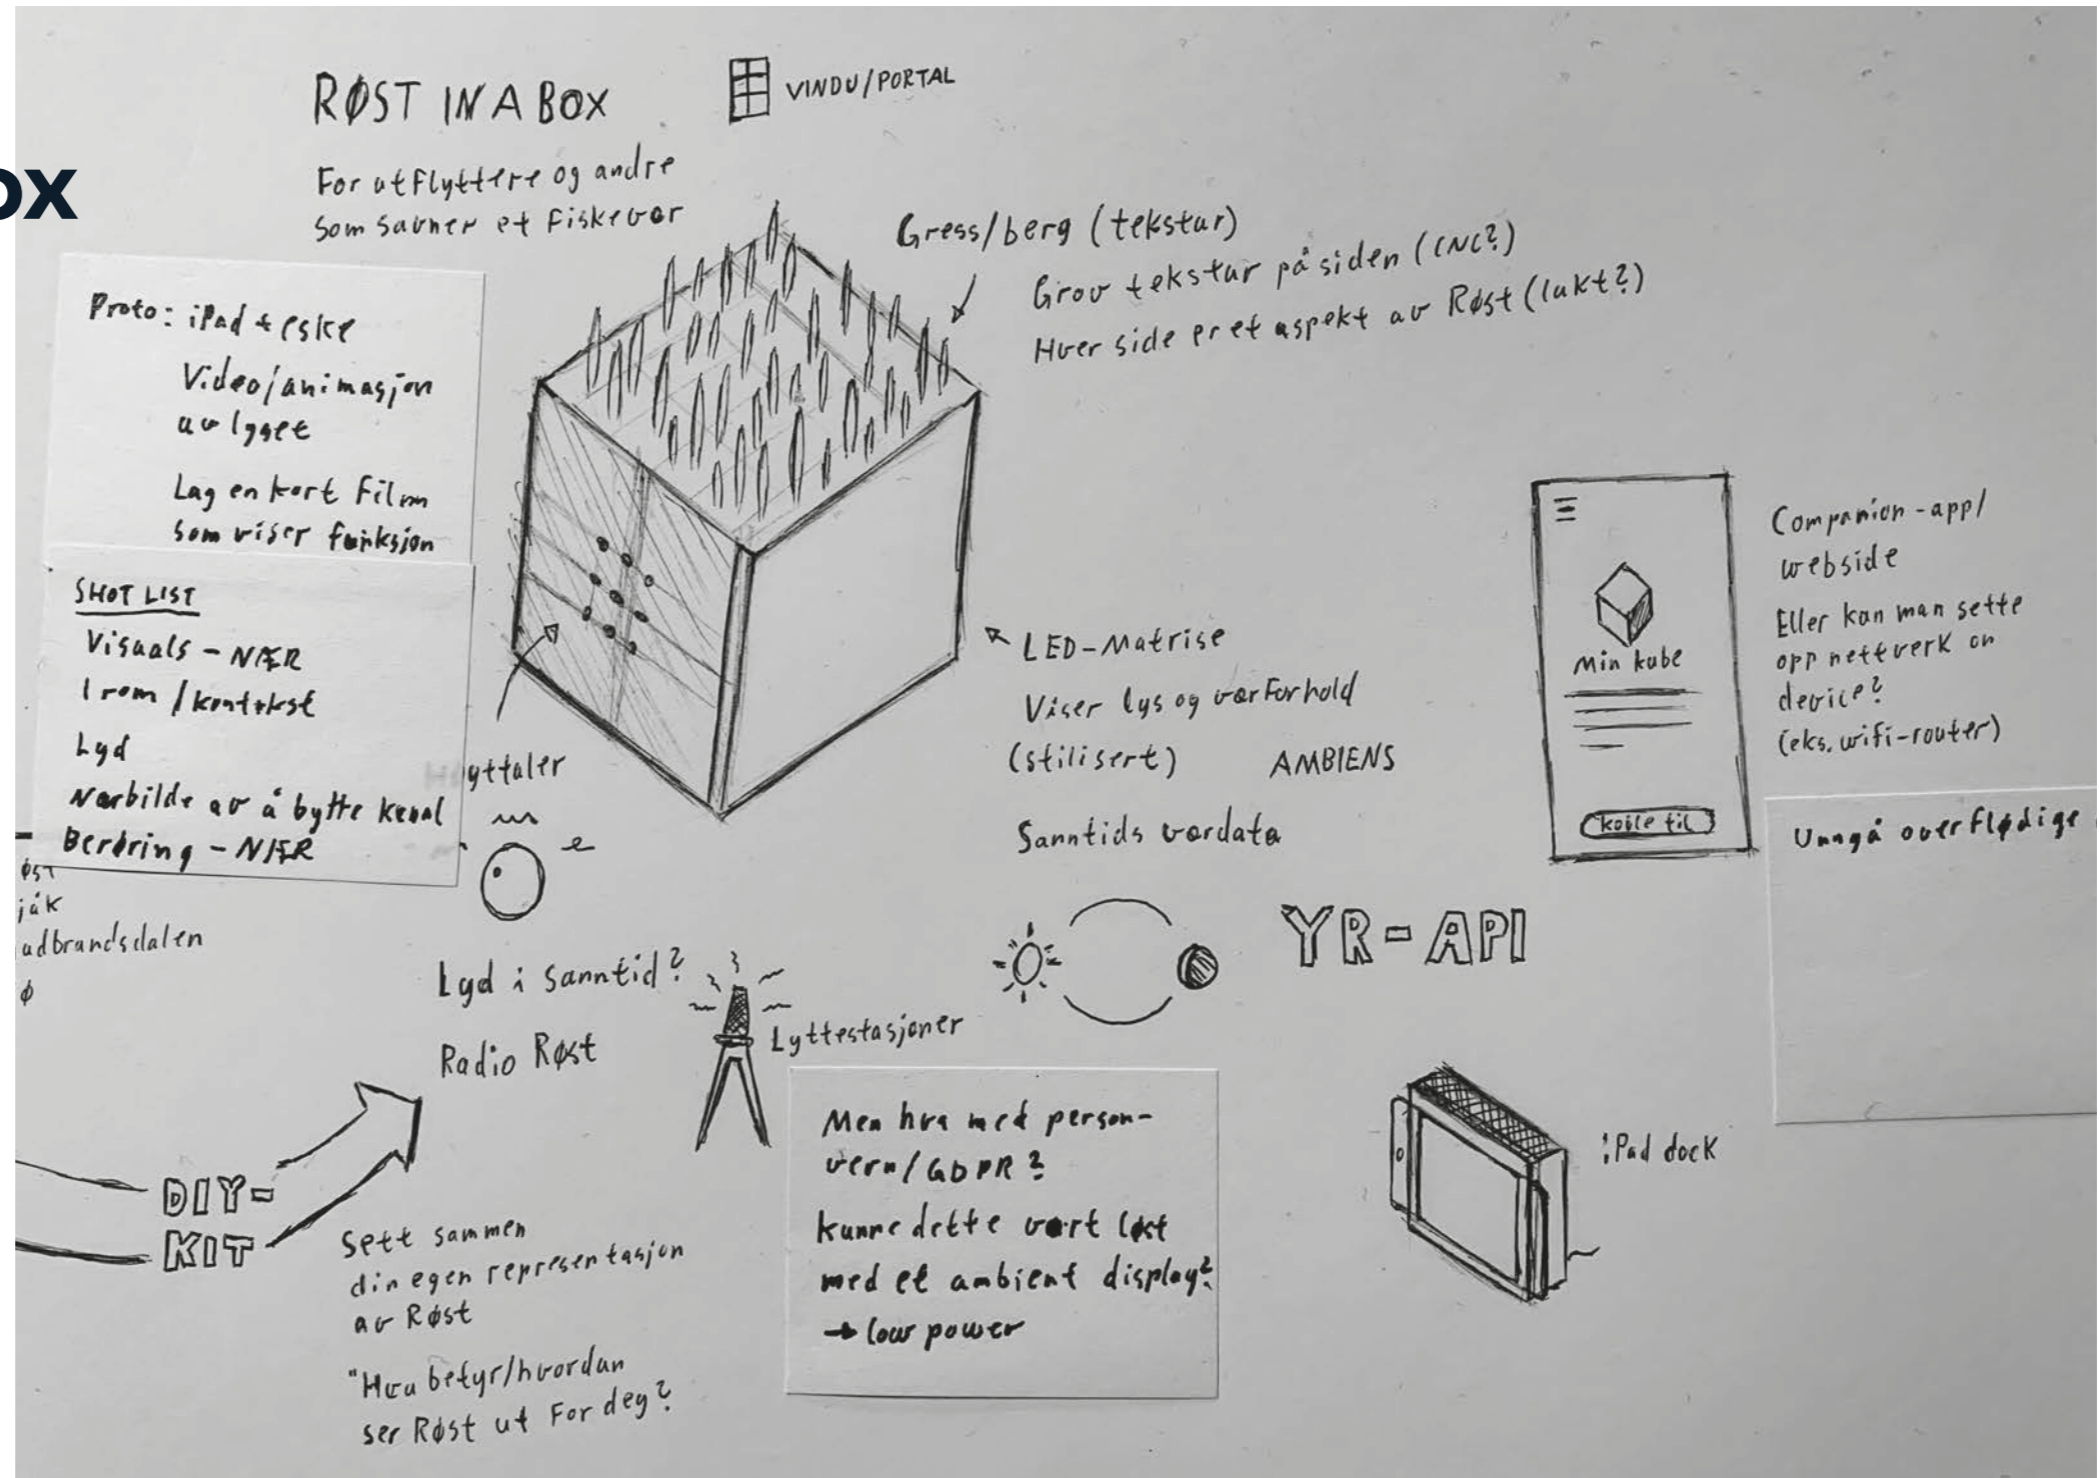 OX
RØST IN A BOX
VINDU/PORTAL
For utflyttere og andre
som savner et fiskevær
Gress/berg (tekstur)
Grov tekstur på siden (CNC?)
Hver side er et aspekt av Røst (lukt?)
Proto: iPad + eske
Video/animasjon
av lyset
Lag en kort film
som viser funksjon
SHOT LIST
Visuals - NÆR
I rom / kontekst
Lyd
Nærbilde av å bytte kanal
Berøring - NÆR
Høyttaler
LED-Matrise
Viser lys og værforhold
(stilisert)
AMBIENS
Sanntids værdata
Min kube
koble til
Companion-app/
webside
Eller kan man sette
opp nettverk on
device?
(eks. wifi-router)
Unngå overflødige
øst
jåk
udbrandsdalen
ø
Lyd i sanntid?
Radio Røst
Lyttestasjoner
YR-API
DIY-
KIT
Sett sammen
din egen representasjon
av Røst
"Hva betyr/hvordan
ser Røst ut for deg?
Men hva med person-
vern/GDPR?
kunne dette vært løst
med et ambient display?
→ low power
iPad dock